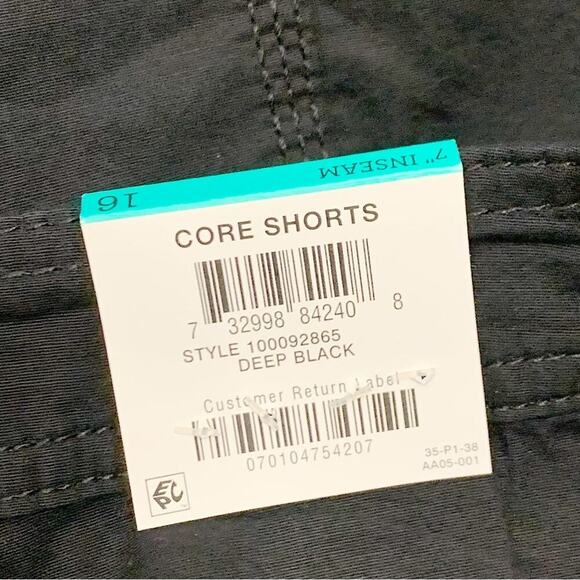 16 7" INSEAM
CORE SHORTS
7 32998 84240 8
STYLE 100092865
DEEP BLACK
Customer Return Label
070104754207
35-P1-38
AA05-001
EPC